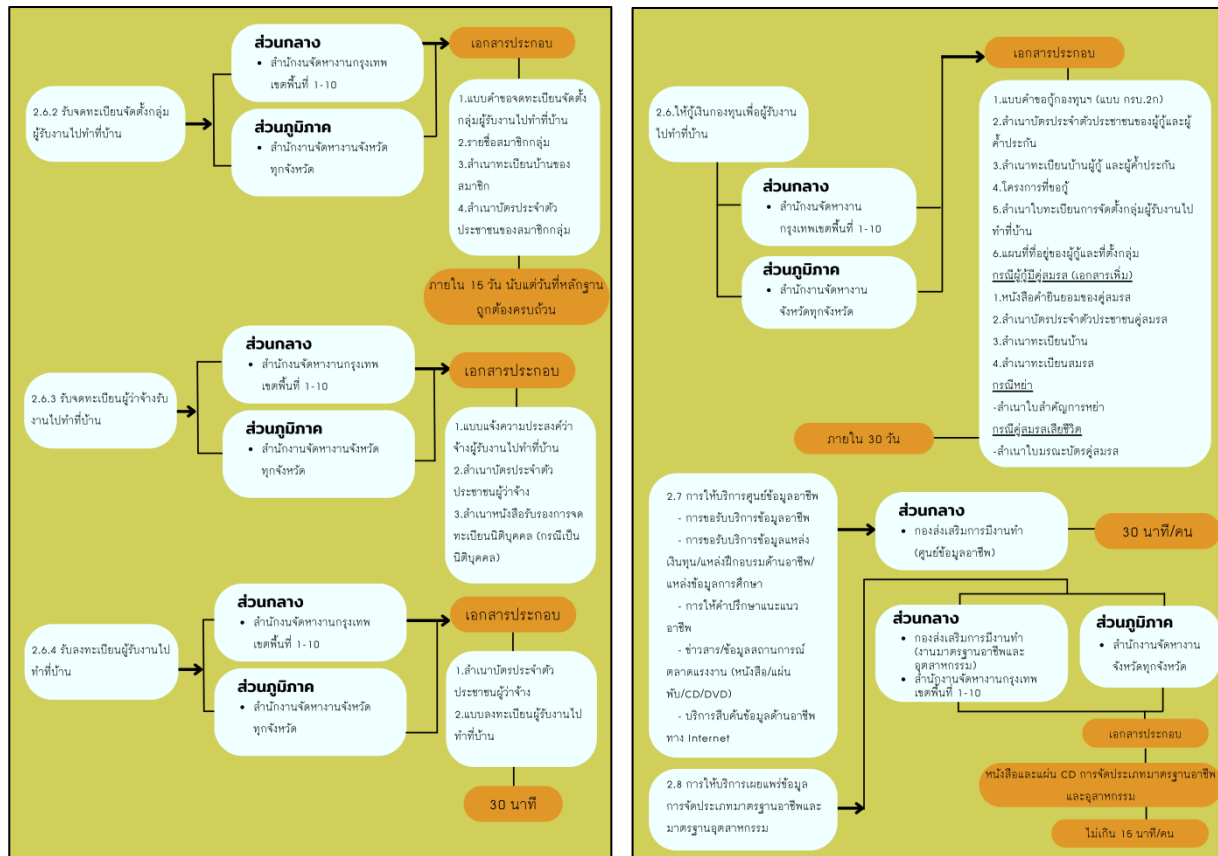 2.6.2 รับจดทะเบียนจัดตั้งกลุ่ม
ผู้รับงานไปทำที่บ้าน
ส่วนกลาง
• สำนักงนจัดหางานกรุงเทพ
เขตพื้นที่ 1-10
ส่วนภูมิภาค
• สำนักงานจัดหางานจังหวัด
ทุกจังหวัด
เอกสารประกอบ
1.แบบคำขอจดทะเบียนจัดตั้ง
กลุ่มผู้รับงานไปทำที่บ้าน
2.รายชื่อสมาชิกกลุ่ม
3.สำเนาทะเบียนบ้านของ
สมาชิก
4.สำเนาบัตรประจำตัว
ประชาชนของสมาชิกกลุ่ม
ภายใน 15 วัน นับแต่วันที่หลักฐาน
ถูกต้องครบถ้วน
2.6.3 รับจดทะเบียนผู้ว่าจ้างรับ
งานไปทำที่บ้าน
ส่วนกลาง
• สำนักงนจัดหางานกรุงเทพ
เขตพื้นที่ 1-10
ส่วนภูมิภาค
• สำนักงานจัดหางานจังหวัด
ทุกจังหวัด
เอกสารประกอบ
1.แบบแจ้งความประสงค์ว่า
จ้างผู้รับงานไปทำที่บ้าน
2.สำเนาบัตรประจำตัว
ประชาชนผู้ว่าจ้าง
3.สำเนาหนังสือรับรองการจด
ทะเบียนนิติบุคคล (กรณีเป็น
นิติบุคคล)
2.6.4 รับลงทะเบียนผู้รับงานไป
ทำที่บ้าน
ส่วนกลาง
• สำนักงนจัดหางานกรุงเทพ
เขตพื้นที่ 1-10
ส่วนภูมิภาค
• สำนักงานจัดหางานจังหวัด
ทุกจังหวัด
เอกสารประกอบ
1.สำเนาบัตรประจำตัว
ประชาชนผู้ว่าจ้าง
2.แบบลงทะเบียนผู้รับงานไป
ทำที่บ้าน
30 นาที
2.6.ให้กู้เงินกองทุนเพื่อผู้รับงาน
ไปทำที่บ้าน
ส่วนกลาง
• สำนักงนจัดหางาน
กรุงเทพเขตพื้นที่ 1-10
ส่วนภูมิภาค
• สำนักงานจัดหางาน
จังหวัดทุกจังหวัด
เอกสารประกอบ
1.แบบคำขอกู้กองทุนฯ (แบบ กรบ.2ก)
2.สำเนาบัตรประจำตัวประชาชนของผู้กู้และผู้
ค้ำประกัน
3.สำเนาทะเบียนบ้านผู้กู้ และผู้ค้ำประกัน
4.โครงการที่ขอกู้
5.สำเนาใบทะเบียนการจัดตั้งกลุ่มผู้รับงานไป
ทำที่บ้าน
6.แผนที่ที่อยู่ของผู้กู้และที่ตั้งกลุ่ม
กรณีผู้กู้มีคู่สมรส (เอกสารเพิ่ม)
1.หนังสือคำยินยอมของคู่สมรส
2.สำเนาบัตรประจำตัวประชาชนคู่สมรส
3.สำเนาทะเบียนบ้าน
4.สำเนาทะเบียนสมรส
กรณีหย่า
-สำเนาใบสำคัญการหย่า
กรณีคู่สมรสเสียชีวิต
-สำเนาใบมรณะบัตรคู่สมรส
ภายใน 30 วัน
2.7 การให้บริการศูนย์ข้อมูลอาชีพ
- การขอรับบริการข้อมูลอาชีพ
- การขอรับบริการข้อมูลแหล่ง
เงินทุน/แหล่งฝึกอบรมด้านอาชีพ/
แหล่งข้อมูลการศึกษา
- การให้คำปรึกษาแนะแนว
อาชีพ
- ข่าวสาร/ข้อมูลสถานการณ์
ตลาดแรงงาน (หนังสือ/แผ่น
พับ/CD/DVD)
- บริการสืบค้นข้อมูลด้านอาชีพ
ทาง Internet
ส่วนกลาง
• กองส่งเสริมการมีงานทำ
(ศูนย์ข้อมูลอาชีพ)
30 นาที/คน
2.8 การให้บริการเผยแพร่ข้อมูล
การจัดประเภทมาตรฐานอาชีพและ
มาตรฐานอุตสาหกรรม
ส่วนกลาง
• กองส่งเสริมการมีงานทำ
(งานมาตรฐานอาชีพและ
อุตสาหกรรม)
• สำนักงานจัดหางานกรุงเทพ
เขตพื้นที่ 1-10
ส่วนภูมิภาค
• สำนักงานจัดหางาน
จังหวัดทุกจังหวัด
เอกสารประกอบ
หนังสือและแผ่น CD การจัดประเภทมาตรฐานอาชีพ
และอุสาหกรรม
ไม่เกิน 15 นาที/คน